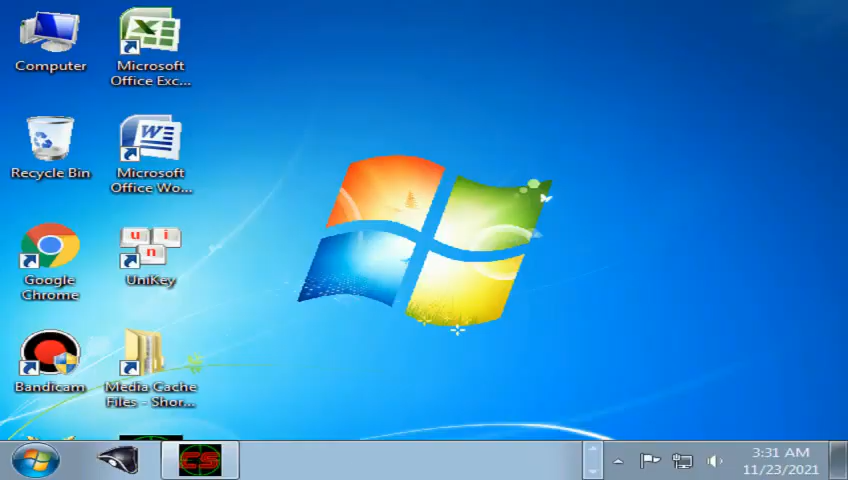 Computer
Microsoft
Office Exc...
Recycle Bin
Microsoft
Office Wo...
Google
Chrome
u i
n
UniKey
Bandicam
Media Cache
Files - Shor...
CS
3:31 AM
11/23/2021